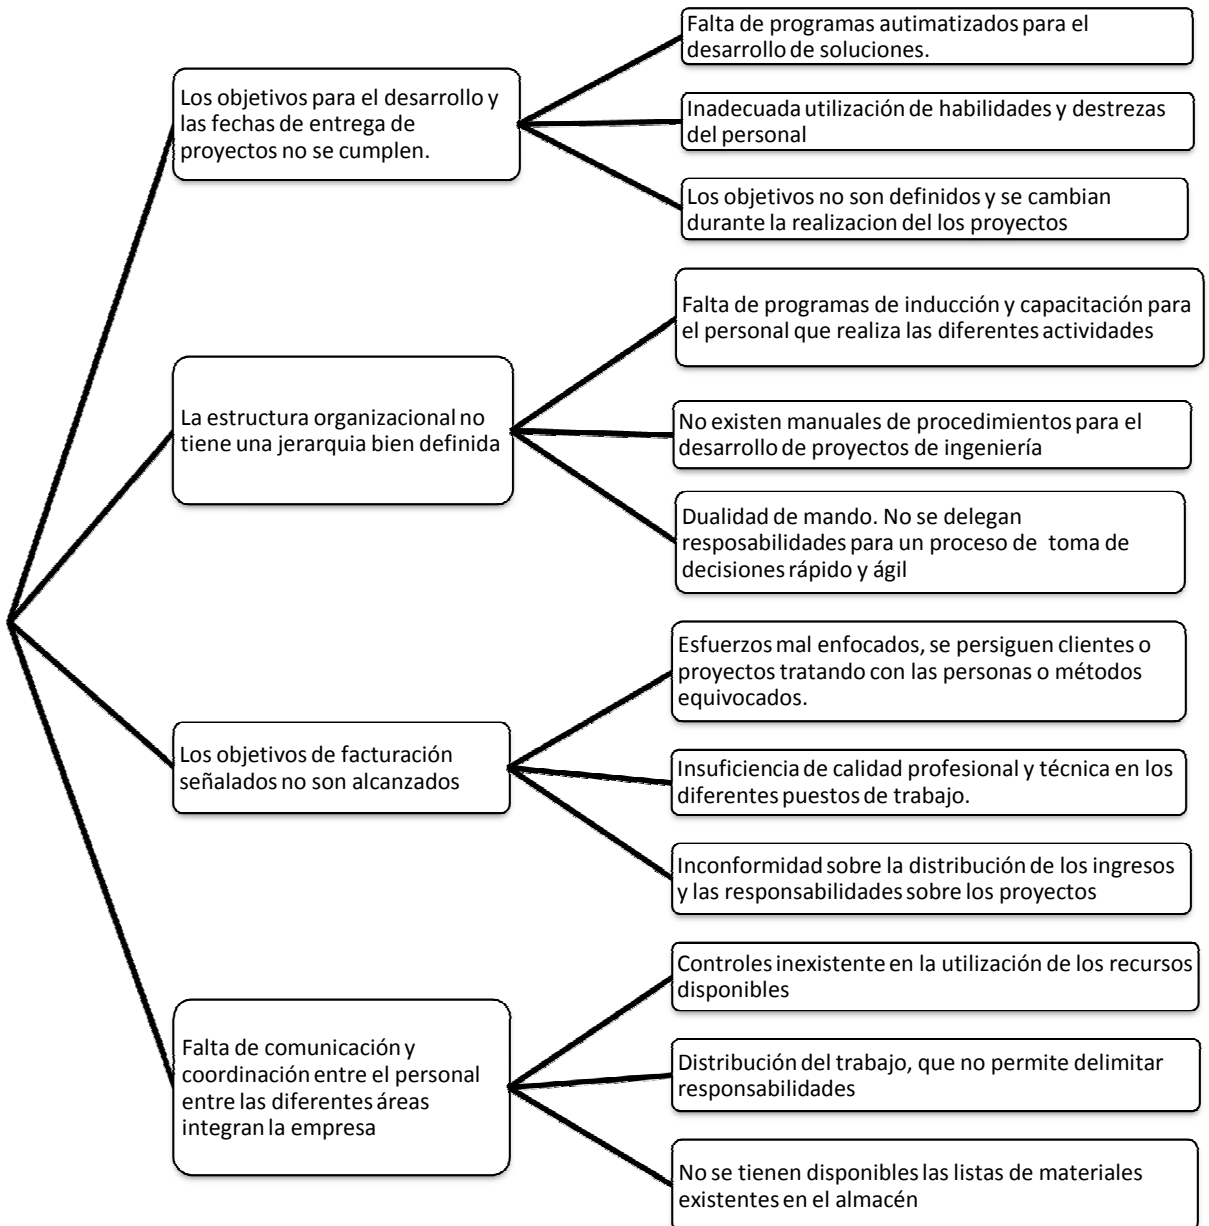 Falta de programas autimatizados para el
desarrollo de soluciones.
Los objetivos para el desarrollo y
las fechas de entrega de
proyectos no se cumplen.
Inadecuada utilización de habilidades y destrezas
del personal
Los objetivos no son definidos y se cambian
durante la realizacion del los proyectos
Falta de programas de inducción y capacitación para
el personal que realiza las diferentes actividades
La estructura organizacional no
tiene una jerarquia bien definida
No existen manuales de procedimientos para el
desarrollo de proyectos de ingeniería
Dualidad de mando. No se delegan
resposabilidades para un proceso de toma de
decisiones rápido y ágil
Esfuerzos mal enfocados, se persiguen clientes o
proyectos tratando con las personas o métodos
equivocados.
Los objetivos de facturación
señalados no son alcanzados
Insuficiencia de calidad profesional y técnica en los
diferentes puestos de trabajo.
Inconformidad sobre la distribución de los ingresos
y las responsabilidades sobre los proyectos
Controles inexistente en la utilización de los recursos
disponibles
Falta de comunicación y
coordinación entre el personal
entre las diferentes áreas
integran la empresa
Distribución del trabajo, que no permite delimitar
responsabilidades
No se tienen disponibles las listas de materiales
existentes en el almacén